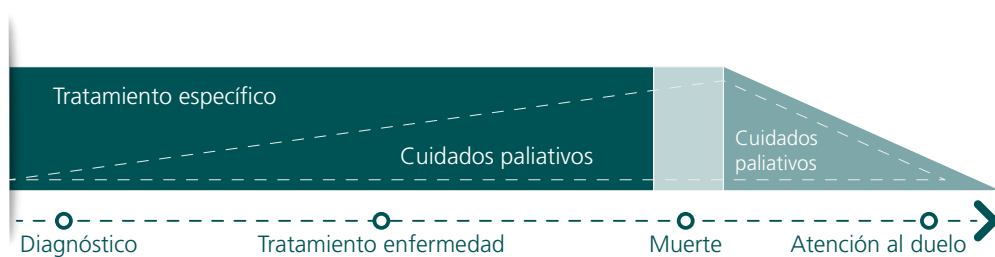 Tratamiento específico
Cuidados paliativos
Cuidados
paliativos
Diagnóstico
Tratamiento enfermedad
Muerte
Atención al duelo